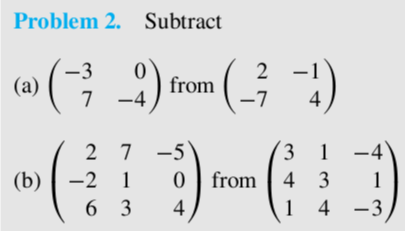 Problem 2. Subtract
(a) ( −3 0 ) from ( 2 −1 )
( 7 −4 ) ( −7 4 )
( 2 7 −5 ) ( 3 1 −4 )
(b) ( −2 1 0 ) from ( 4 3 1 )
( 6 3 4 ) ( 1 4 −3 )